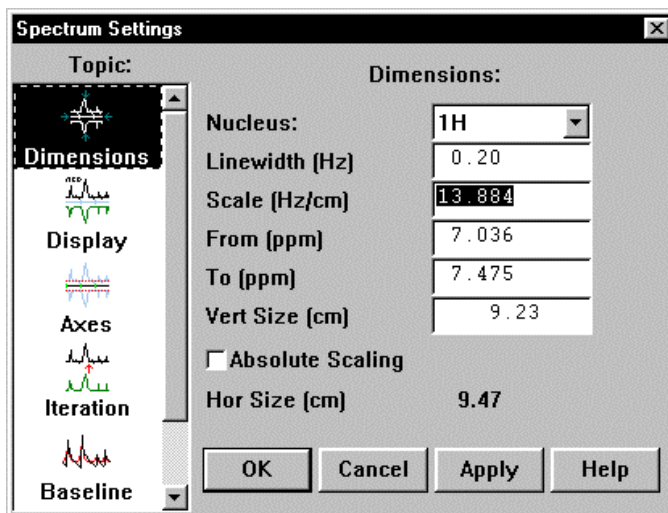 Spectrum Settings
Topic:
Dimensions
Display
Axes
Iteration
Baseline
Dimensions:
Nucleus: 1H
Linewidth (Hz) 0.20
Scale (Hz/cm) 13.884
From (ppm) 7.036
To (ppm) 7.475
Vert Size (cm) 9.23
Absolute Scaling
Hor Size (cm) 9.47
OK Cancel Apply Help